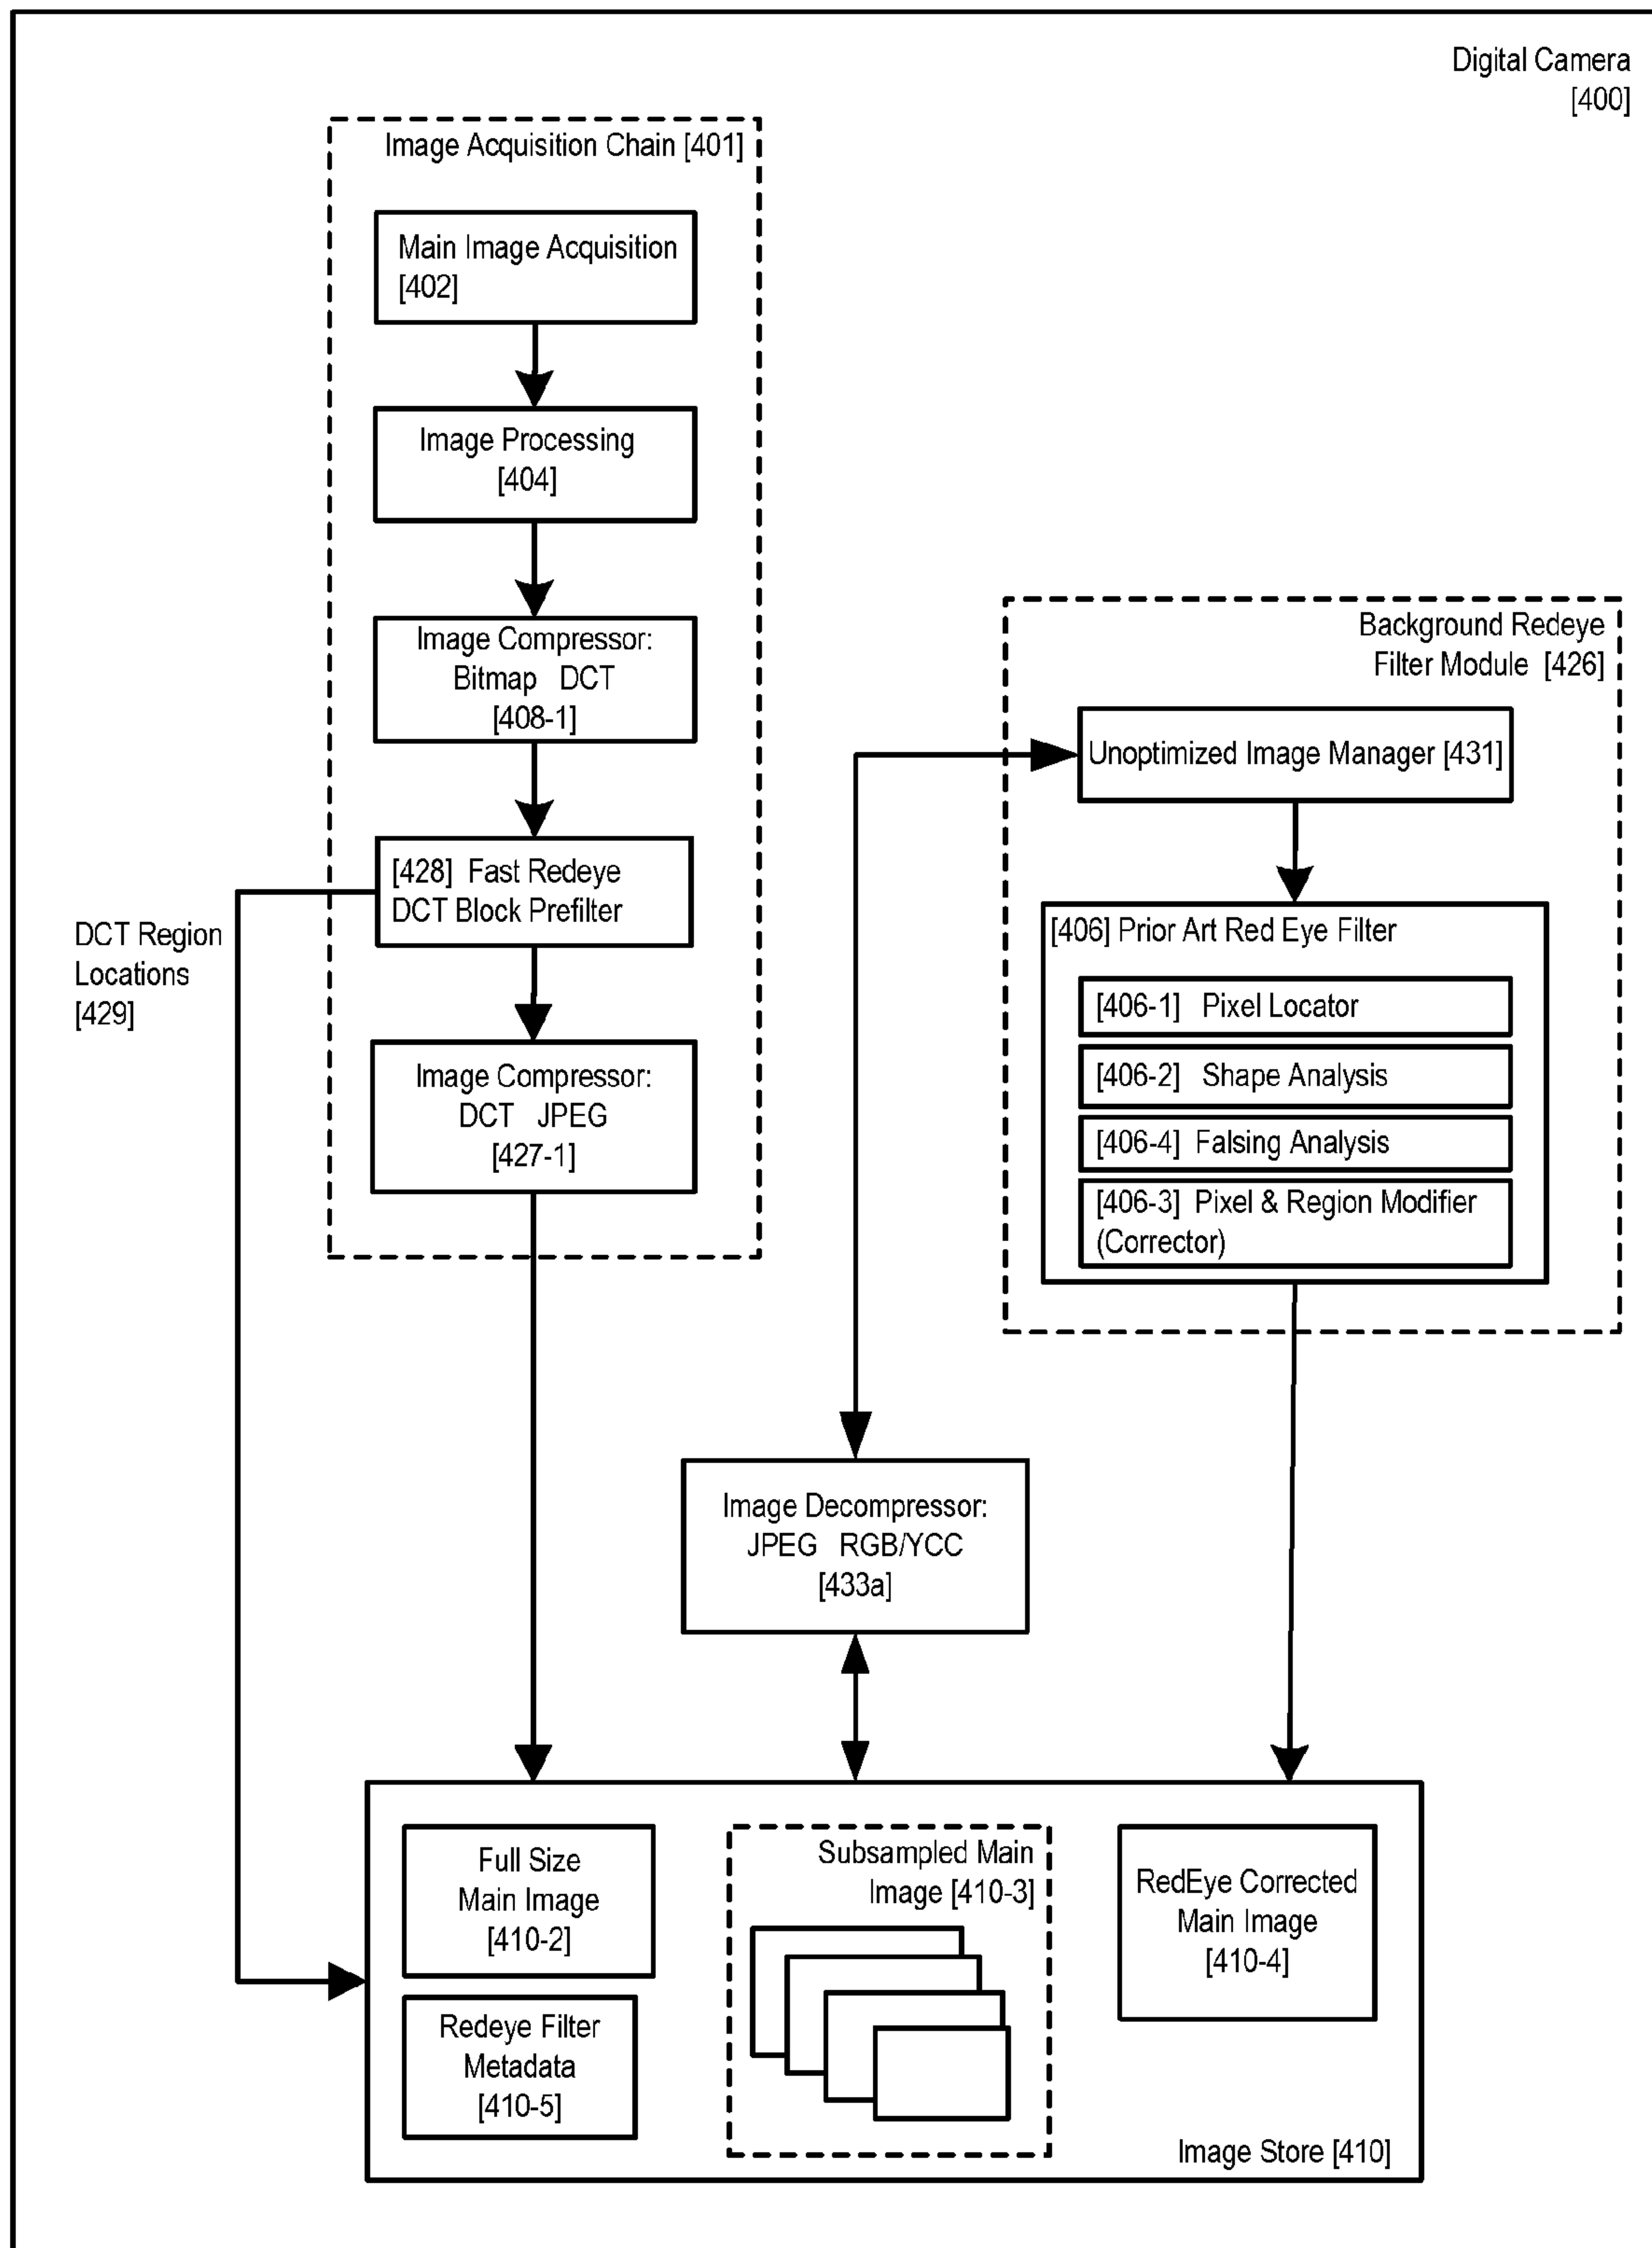 Digital Camera
[400]
Image Acquisition Chain [401]
Main Image Acquisition
[402]
Image Processing
[404]
Image Compressor:
Bitmap DCT
[408-1]
[428] Fast Redeye
DCT Block Prefilter
DCT Region
Locations
[429]
Image Compressor:
DCT JPEG
[427-1]
Background Redeye
Filter Module [426]
Unoptimized Image Manager [431]
[406] Prior Art Red Eye Filter
[406-1] Pixel Locator
[406-2] Shape Analysis
[406-4] Falsing Analysis
[406-3] Pixel & Region Modifier
(Corrector)
Image Decompressor:
JPEG RGB/YCC
[433a]
Full Size
Main Image
[410-2]
Redeye Filter
Metadata
[410-5]
Subsampled Main
Image [410-3]
RedEye Corrected
Main Image
[410-4]
Image Store [410]